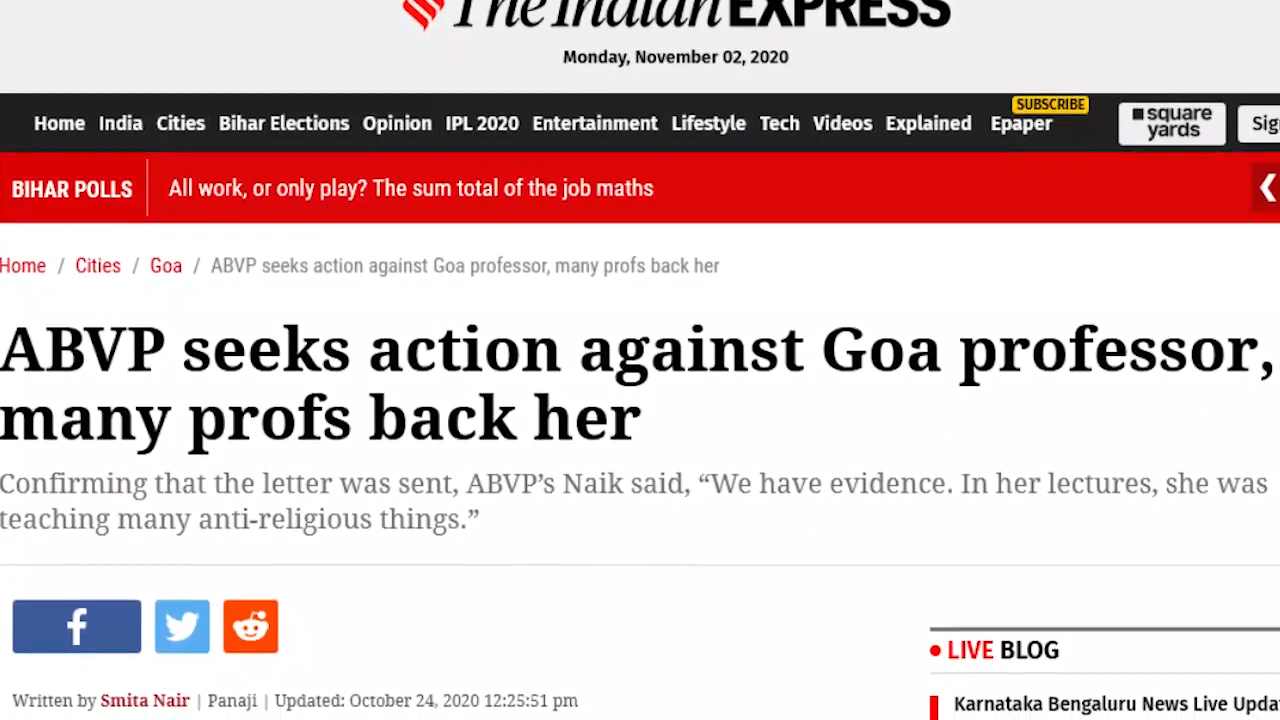 The Indian EXPRESS
Monday, November 02, 2020
SUBSCRIBE
Home India Cities Bihar Elections Opinion IPL 2020 Entertainment Lifestyle Tech Videos Explained Epaper square yards
BIHAR POLLS All work, or only play? The sum total of the job maths
Home / Cities / Goa / ABVP seeks action against Goa professor, many profs back her
ABVP seeks action against Goa professor,
many profs back her
Confirming that the letter was sent, ABVP’s Naik said, “We have evidence. In her lectures, she was
teaching many anti-religious things.”
LIVE BLOG
Written by Smita Nair | Panaji | Updated: October 24, 2020 12:25:51 pm
Karnataka Bengaluru News Live